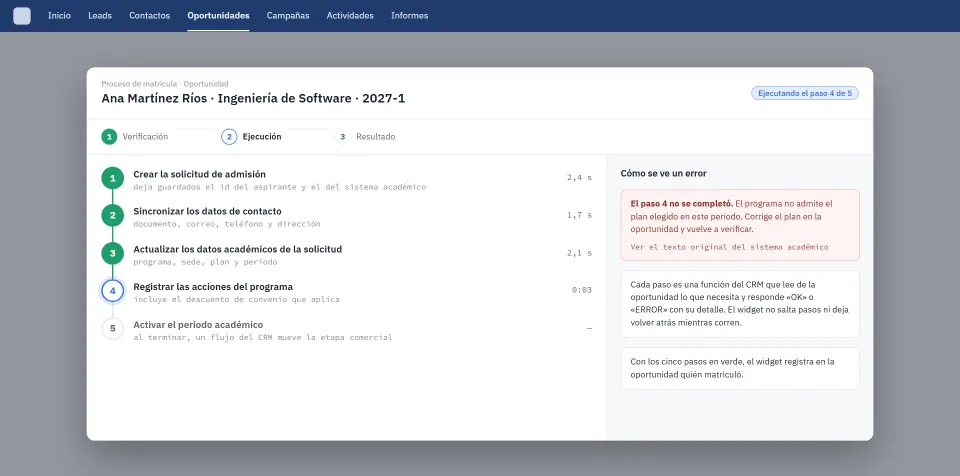 Inicio Leads Contactos Oportunidades Campañas Actividades Informes
Proceso de matrícula · Oportunidad
Ana Martínez Ríos · Ingeniería de Software · 2027-1
Ejecutando el paso 4 de 5
1 Verificación 2 Ejecución 3 Resultado
1 Crear la solicitud de admisión 2,4 s
deja guardados el id del aspirante y el del sistema académico
2 Sincronizar los datos de contacto 1,7 s
documento, correo, teléfono y dirección
3 Actualizar los datos académicos de la solicitud 2,1 s
programa, sede, plan y periodo
4 Registrar las acciones del programa 0:03
incluye el descuento de convenio que aplica
5 Activar el periodo académico —
al terminar, un flujo del CRM mueve la etapa comercial
Cómo se ve un error
El paso 4 no se completó. El programa no admite el
plan elegido en este periodo. Corrige el plan en la
oportunidad y vuelve a verificar.
Ver el texto original del sistema académico
Cada paso es una función del CRM que lee de la
oportunidad lo que necesita y responde «OK» o
«ERROR» con su detalle. El widget no salta pasos ni deja
volver atrás mientras corren.
Con los cinco pasos en verde, el widget registra en la
oportunidad quién matriculó.